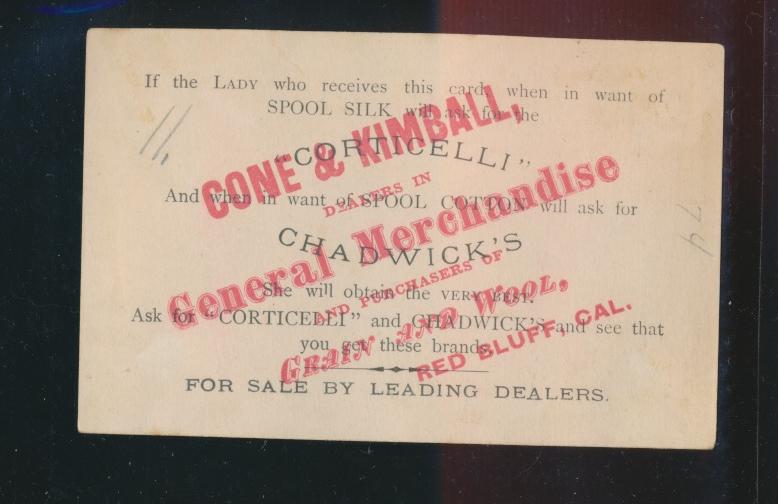 If the LADY who receives this card, when in want of
SPOOL SILK will ask for the
"CORTICELLI"
And when in want of SPOOL COTTON will ask for
CHADWICK'S
She will obtain the VERY BEST.
Ask for "CORTICELLI" and CHADWICK'S and see that
you get these brands.
FOR SALE BY LEADING DEALERS.
CONE & KIMBALL,
DEALERS IN
General Merchandise
AND PURCHASERS OF
GRAIN AND WOOL,
RED BLUFF, CAL.